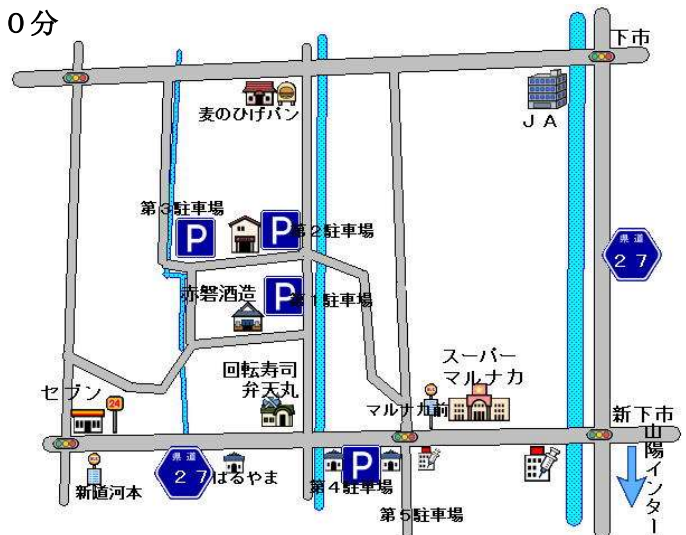 0分
下市
麦のひげパン
JA
第3駐車場
P
P
第2駐車場
県道
27
赤磐酒造
P
第1駐車場
回転寿司
弁天丸
スーパー
マルナカ
セブン
24
マルナカ前
新下市
山陽インター
県道
27
はるやま
P
第4駐車場
新道河本
第5駐車場